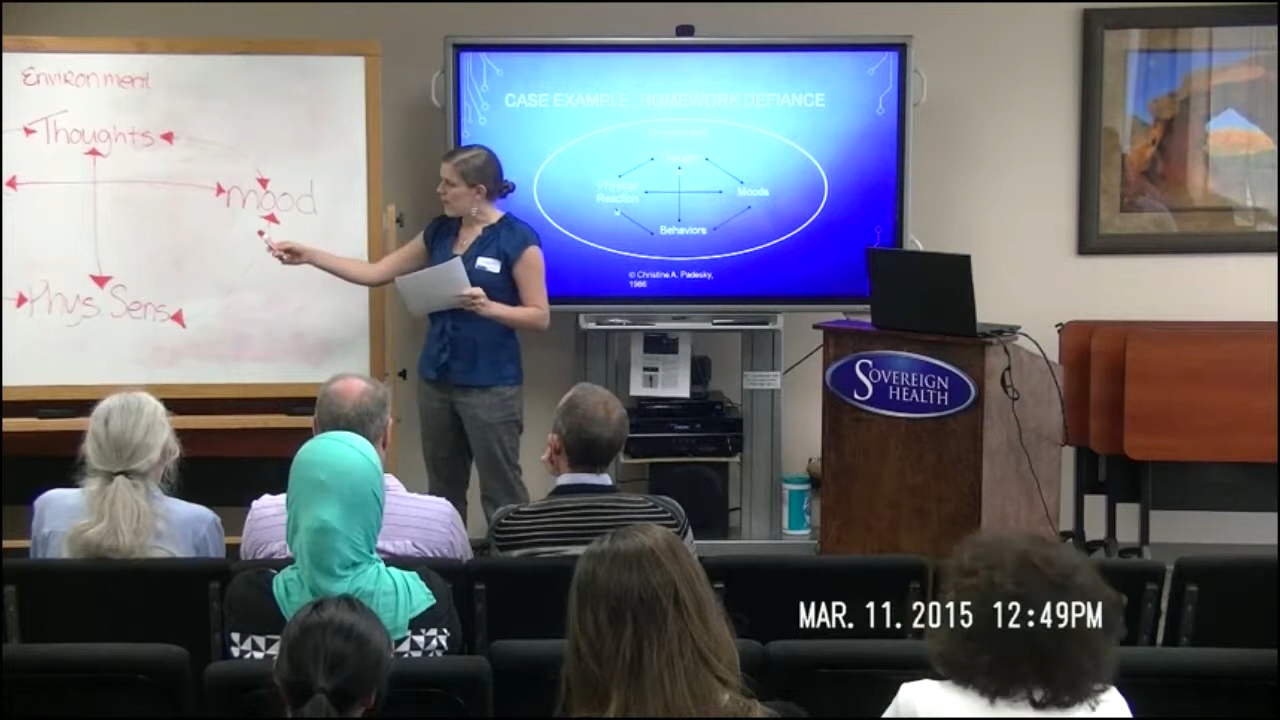 Environment
Thoughts
mood
Phys. Sens.
CASE EXAMPLE: HOMEWORK DEFIANCE
Physical
Reaction
Moods
Behaviors
© Christine A. Padesky,
1986
SOVEREIGN
HEALTH
MAR. 11. 2015 12:49PM